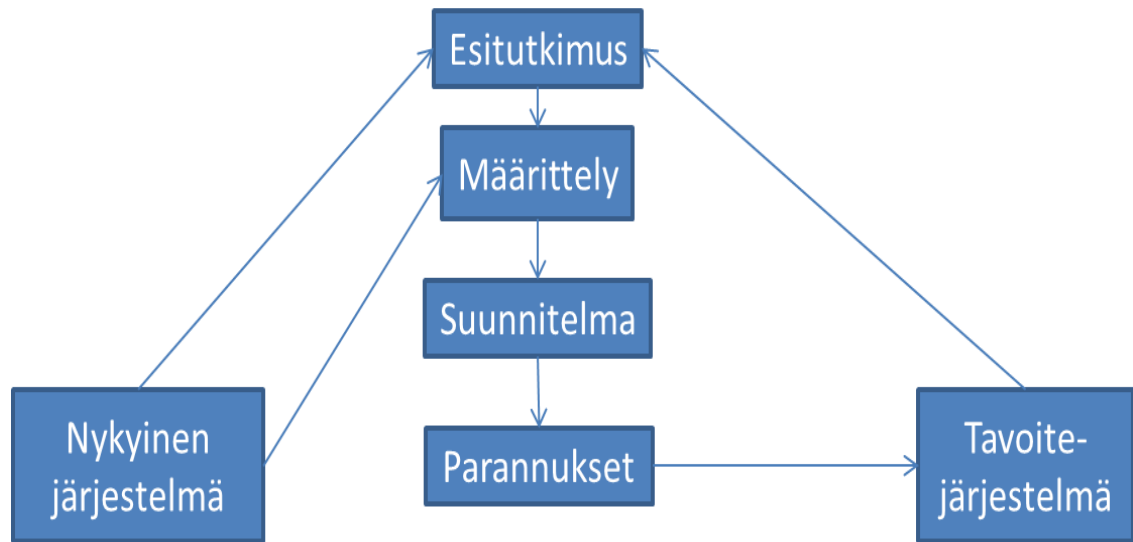 Esitutkimus
Määrittely
Suunnitelma
Nykyinen
järjestelmä
Parannukset
Tavoite-
järjestelmä